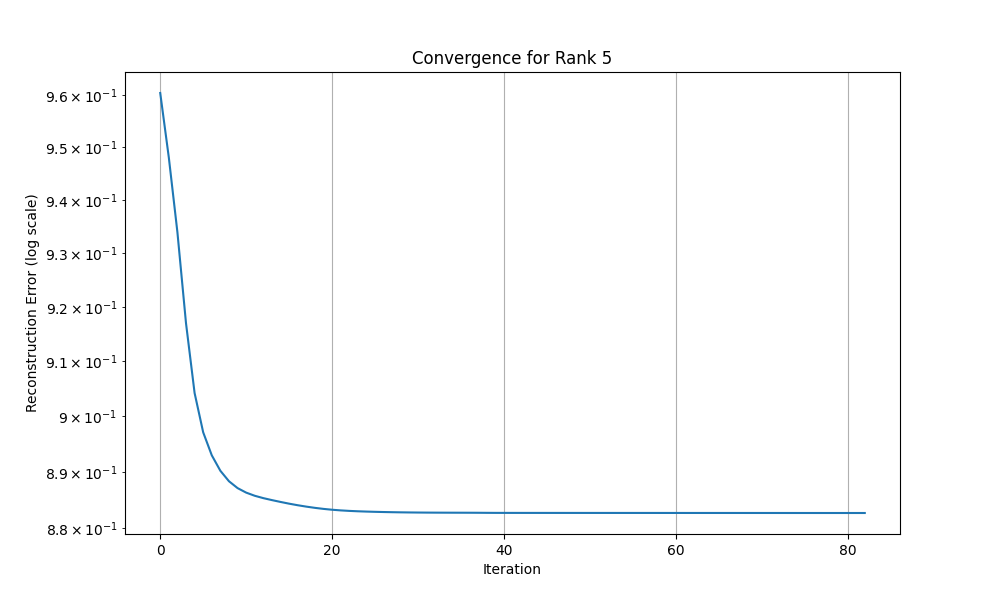 Convergence for Rank 5
Reconstruction Error (log scale)
9.6 × 10⁻¹
9.5 × 10⁻¹
9.4 × 10⁻¹
9.3 × 10⁻¹
9.2 × 10⁻¹
9.1 × 10⁻¹
9 × 10⁻¹
8.9 × 10⁻¹
8.8 × 10⁻¹
0 20 40 60 80
Iteration